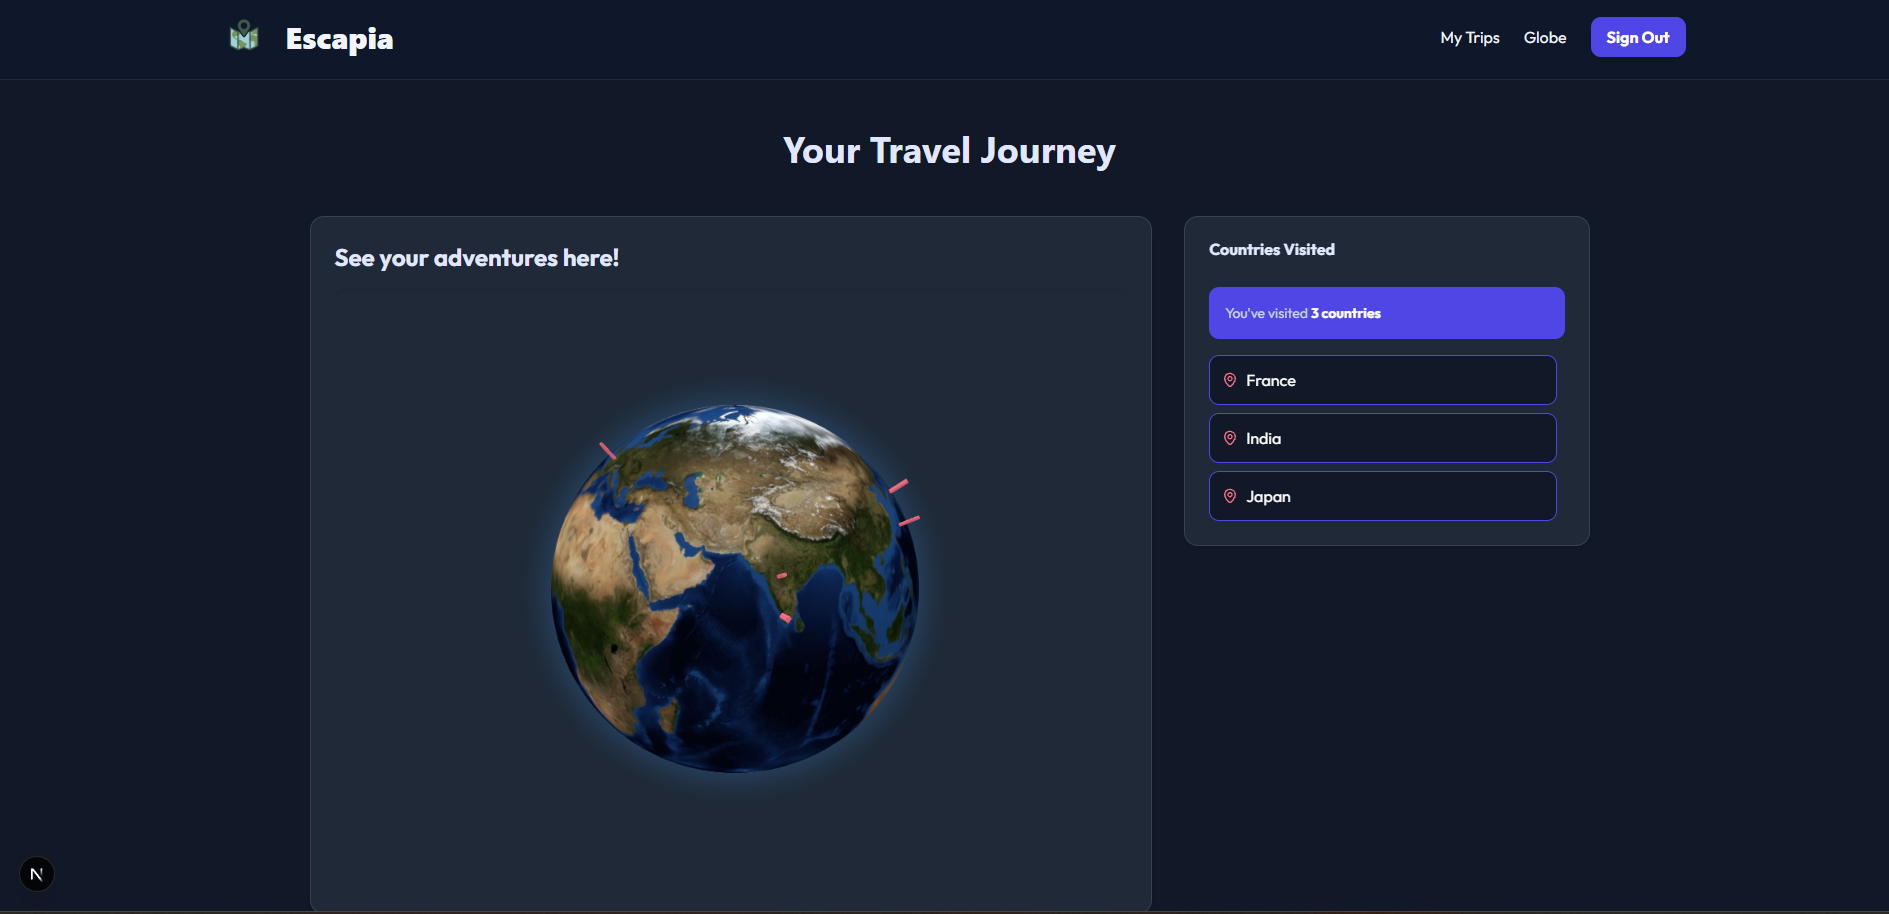 Escapia
My Trips
Globe
Sign Out
Your Travel Journey
See your adventures here!
Countries Visited
You've visited 3 countries
France
India
Japan
N